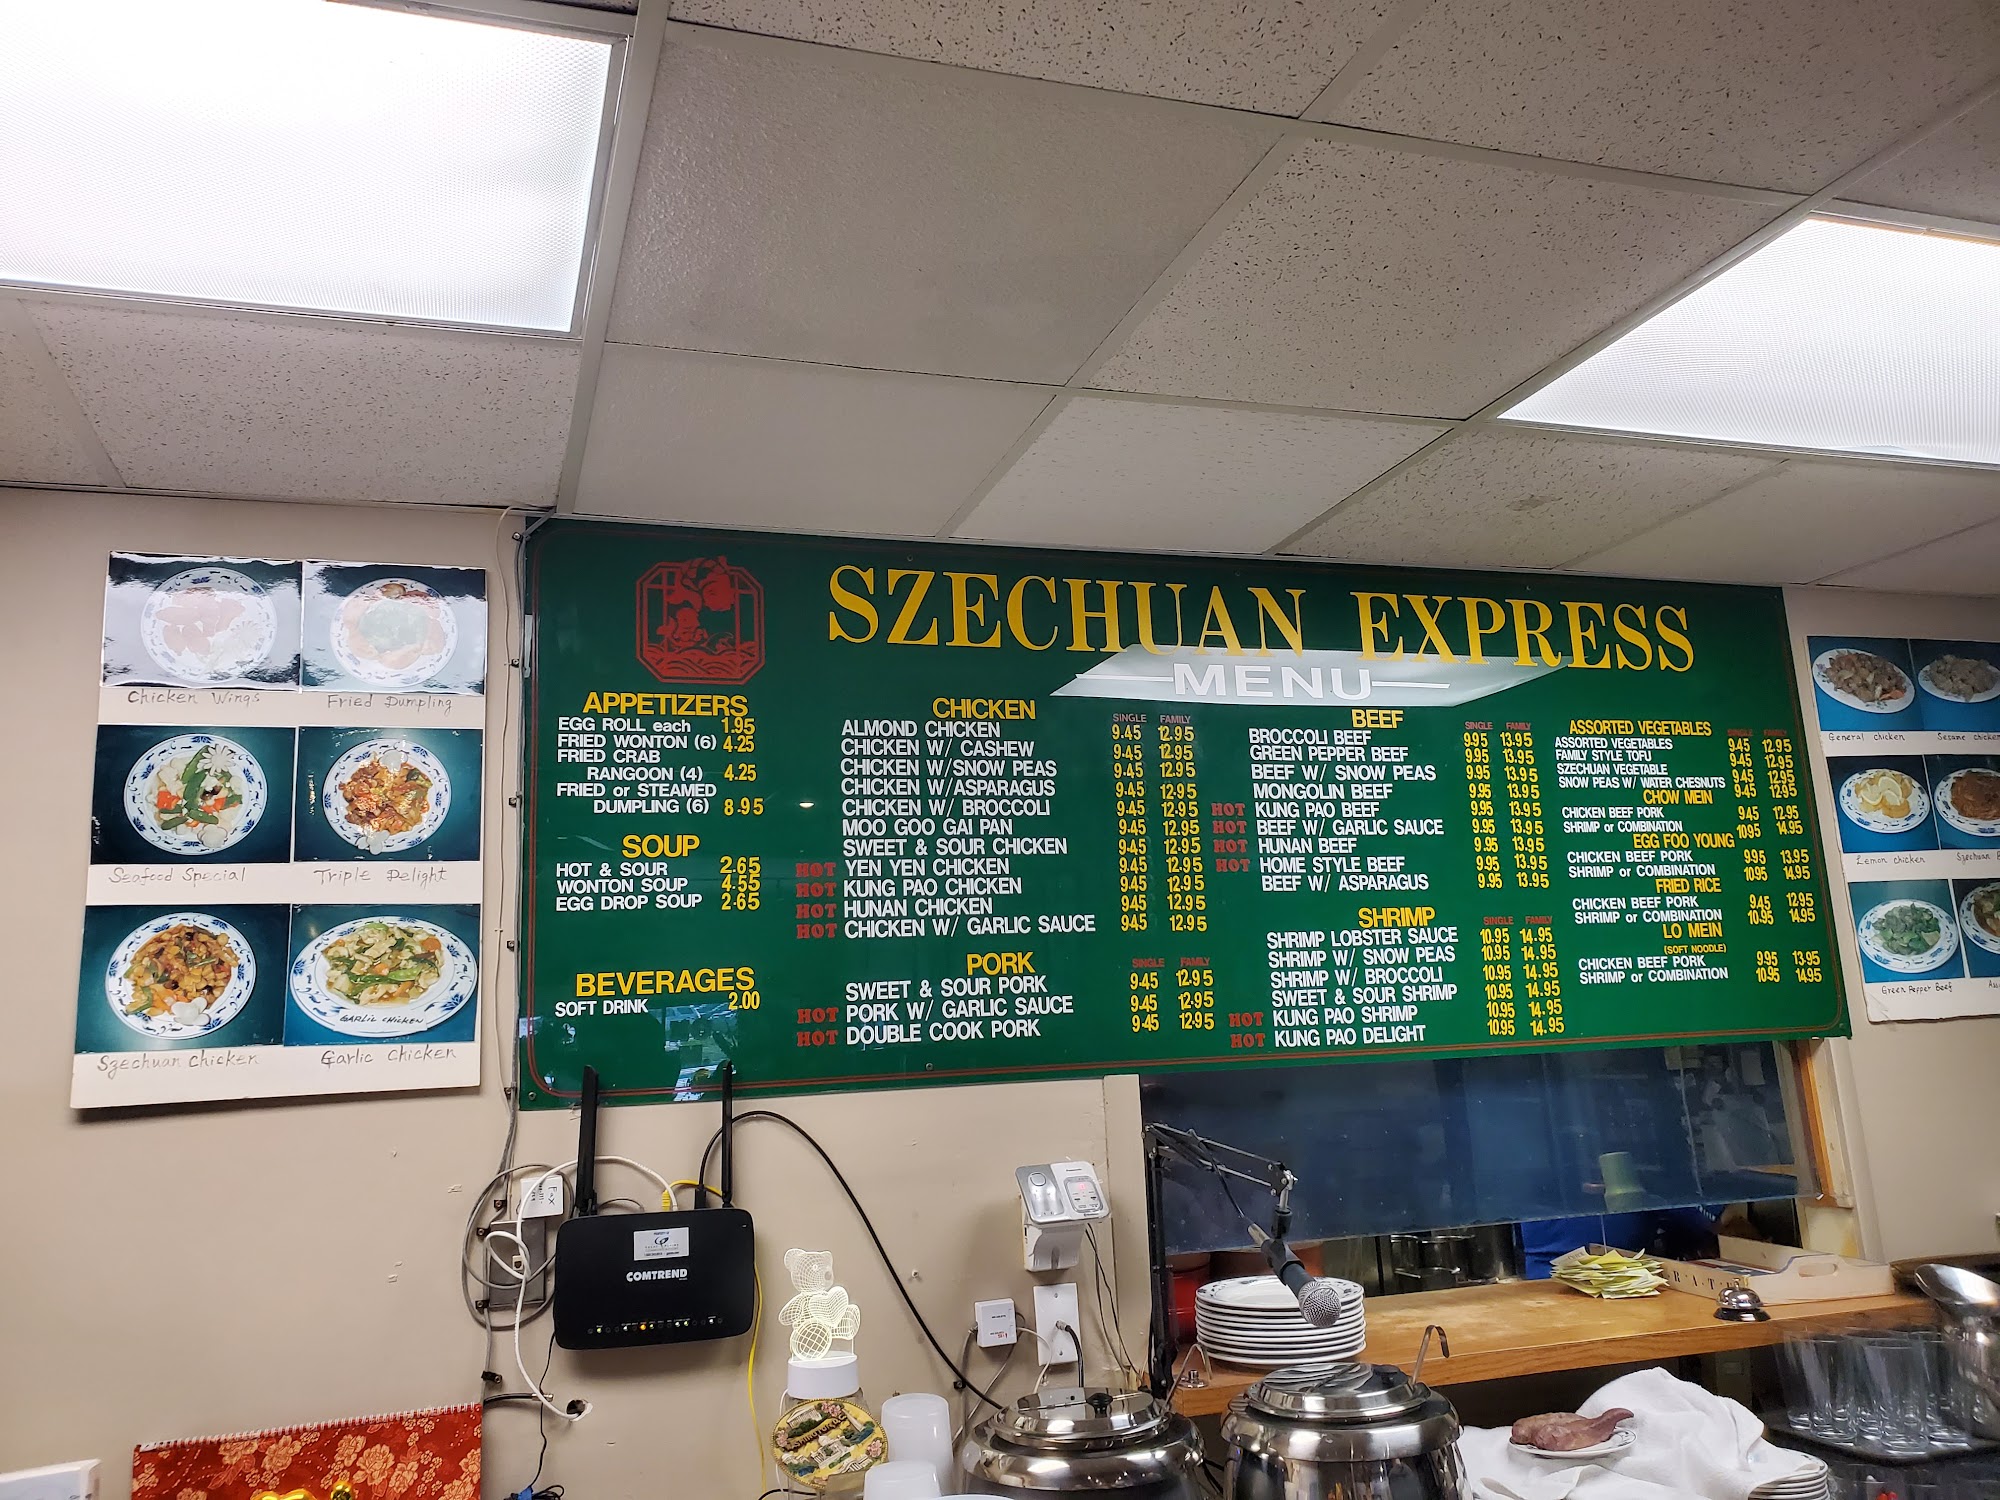 SZECHUAN EXPRESS
MENU
APPETIZERS
EGG ROLL each 1.95
FRIED WONTON (6) 4.25
FRIED CRAB
RANGOON (4) 4.25
FRIED or STEAMED
DUMPLING (6) 8.95
SOUP
HOT & SOUR 2.65
WONTON SOUP 4.55
EGG DROP SOUP 2.65
BEVERAGES
SOFT DRINK 2.00
CHICKEN SINGLE FAMILY
ALMOND CHICKEN 9.45 12.95
CHICKEN W/ CASHEW 9.45 12.95
CHICKEN W/SNOW PEAS 9.45 12.95
CHICKEN W/ASPARAGUS 9.45 12.95
CHICKEN W/ BROCCOLI 9.45 12.95
MOO GOO GAI PAN 9.45 12.95
SWEET & SOUR CHICKEN 9.45 12.95
HOT YEN YEN CHICKEN 9.45 12.95
HOT KUNG PAO CHICKEN 9.45 12.95
HOT HUNAN CHICKEN 9.45 12.95
HOT CHICKEN W/ GARLIC SAUCE 9.45 12.95
PORK SINGLE FAMILY
SWEET & SOUR PORK 9.45 12.95
HOT PORK W/ GARLIC SAUCE 9.45 12.95
HOT DOUBLE COOK PORK 9.45 12.95
BEEF SINGLE FAMILY
BROCCOLI BEEF 9.95 13.95
GREEN PEPPER BEEF 9.95 13.95
BEEF W/ SNOW PEAS 9.95 13.95
MONGOLIN BEEF 9.95 13.95
HOT KUNG PAO BEEF 9.95 13.95
HOT BEEF W/ GARLIC SAUCE 9.95 13.95
HOT HUNAN BEEF 9.95 13.95
HOT HOME STYLE BEEF 9.95 13.95
BEEF W/ ASPARAGUS 9.95 13.95
SHRIMP SINGLE FAMILY
SHRIMP LOBSTER SAUCE 10.95 14.95
SHRIMP W/ SNOW PEAS 10.95 14.95
SHRIMP W/ BROCCOLI 10.95 14.95
SWEET & SOUR SHRIMP 10.95 14.95
HOT KUNG PAO SHRIMP 10.95 14.95
HOT KUNG PAO DELIGHT 10.95 14.95
ASSORTED VEGETABLES SINGLE FAMILY
ASSORTED VEGETABLES 9.45 12.95
FAMILY STYLE TOFU 9.45 12.95
SZECHUAN VEGETABLE 9.45 12.95
SNOW PEAS W/ WATER CHESNUTS 9.45 12.95
CHOW MEIN
CHICKEN BEEF PORK 9.45 12.95
SHRIMP or COMBINATION 10.95 14.95
EGG FOO YOUNG
CHICKEN BEEF PORK 9.95 13.95
SHRIMP or COMBINATION 10.95 14.95
FRIED RICE
CHICKEN BEEF PORK 9.45 12.95
SHRIMP or COMBINATION 10.95 14.95
LO MEIN
(SOFT NOODLE)
CHICKEN BEEF PORK 9.95 13.95
SHRIMP or COMBINATION 10.95 14.95
Chicken Wings
Fried Dumpling
Seafood Special
Triple Delight
GARLIC CHICKEN
Szechuan Chicken
Garlic Chicken
General chicken
Sesame chicken
Lemon chicken
Szechuan
Green Pepper Beef
Fax
COMTREND